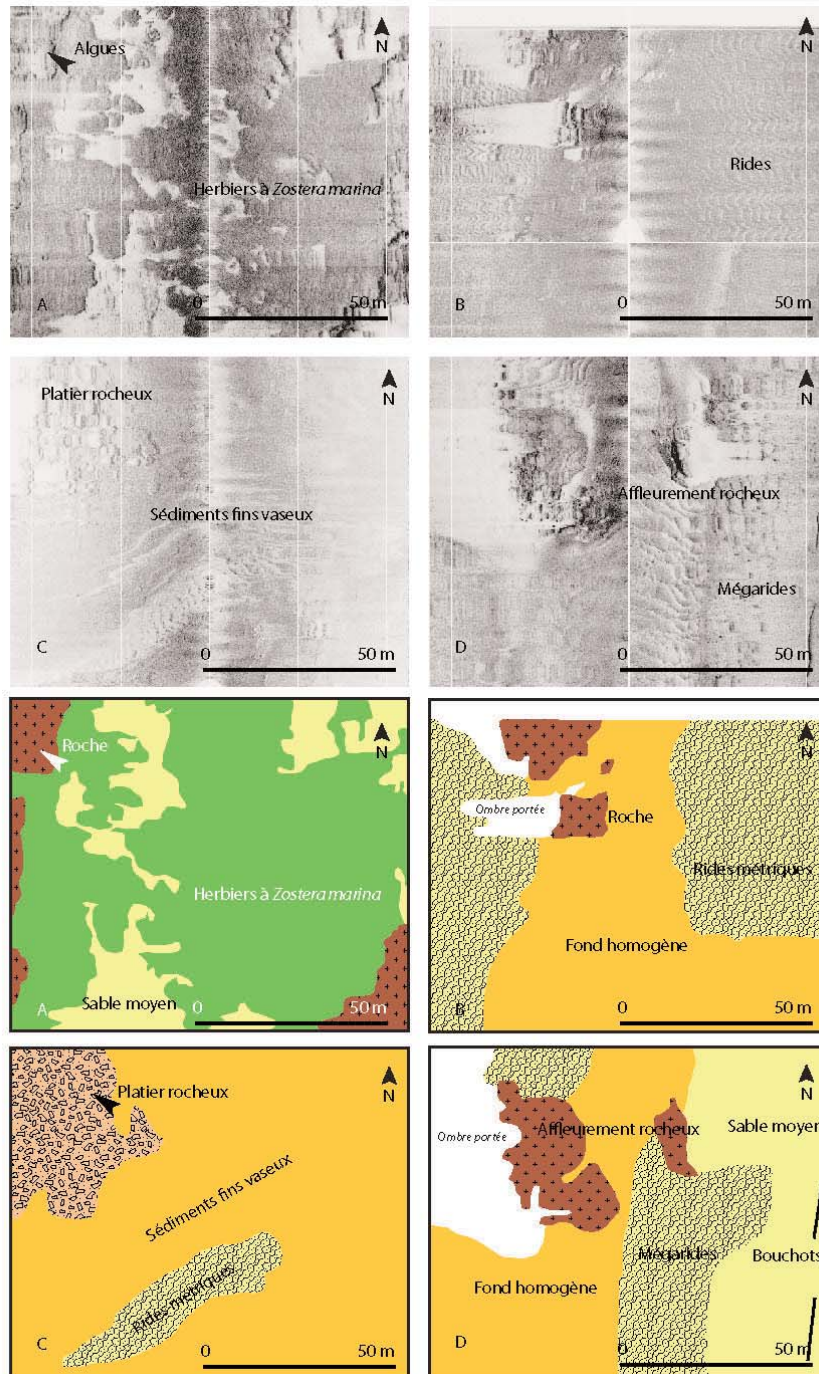 Algues
N
Herbiers à Zostera marina
A
0 50 m
N
Rides
B
0 50 m
Platier rocheux
N
Sédiments fins vaseux
C
0 50 m
N
Affleurement rocheux
Mégarides
D
0 50 m
Roche
N
Herbiers à Zostera marina
Sable moyen
A
0 50 m
N
Ombre portée
Roche
Rides métriques
Fond homogène
B
0 50 m
Platier rocheux
N
Sédiments fins vaseux
Rides métriques
C
0 50 m
N
Ombre portée
Affleurement rocheux
Sable moyen
Mégarides
Bouchots
Fond homogène
D
0 50 m